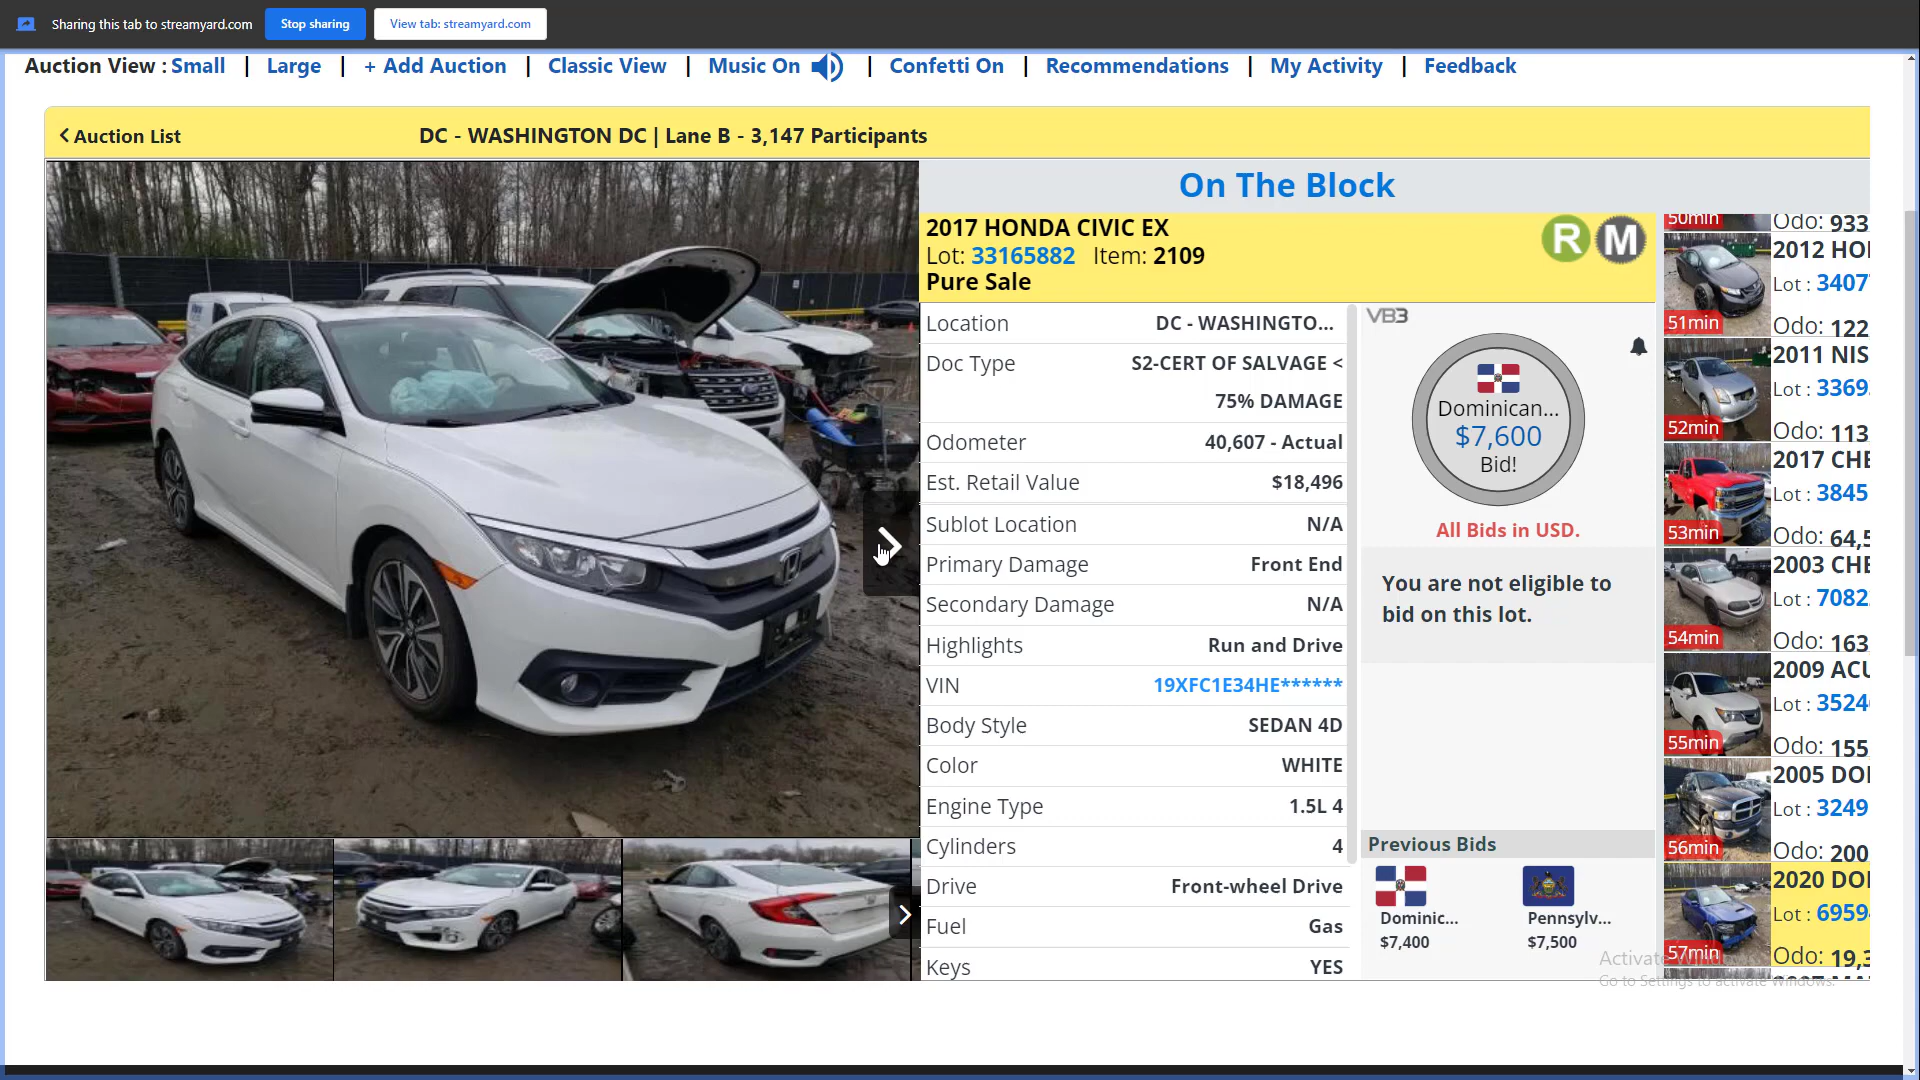 Sharing this tab to streamyard.com
Stop sharing
View tab: streamyard.com
Auction View : Small | Large | + Add Auction | Classic View | Music On | Confetti On | Recommendations | My Activity | Feedback
Auction List
DC - WASHINGTON DC | Lane B - 3,147 Participants
On The Block
2017 HONDA CIVIC EX
Lot: 33165882 Item: 2109
Pure Sale
R M
Location DC - WASHINGTO...
Doc Type S2-CERT OF SALVAGE <
75% DAMAGE
Odometer 40,607 - Actual
Est. Retail Value $18,496
Sublot Location N/A
Primary Damage Front End
Secondary Damage N/A
Highlights Run and Drive
VIN 19XFC1E34HE******
Body Style SEDAN 4D
Color WHITE
Engine Type 1.5L 4
Cylinders 4
Drive Front-wheel Drive
Fuel Gas
Keys YES
VB3
Dominican...
$7,600
Bid!
All Bids in USD.
You are not eligible to
bid on this lot.
Previous Bids
Dominic...
$7,400
Pennsylv...
$7,500
50min
Odo: 933
2012 HO
Lot : 3407
51min
Odo: 122
2011 NIS
Lot : 3369
52min
Odo: 113
2017 CHE
Lot : 3845
53min
Odo: 64,5
2003 CHE
Lot : 7082
54min
Odo: 163
2009 ACU
Lot : 3524
55min
Odo: 155
2005 DO
Lot : 3249
56min
Odo: 200
2020 DO
Lot : 6959
57min
Odo: 19,3
Activate
Go to Settings to activate Windows.